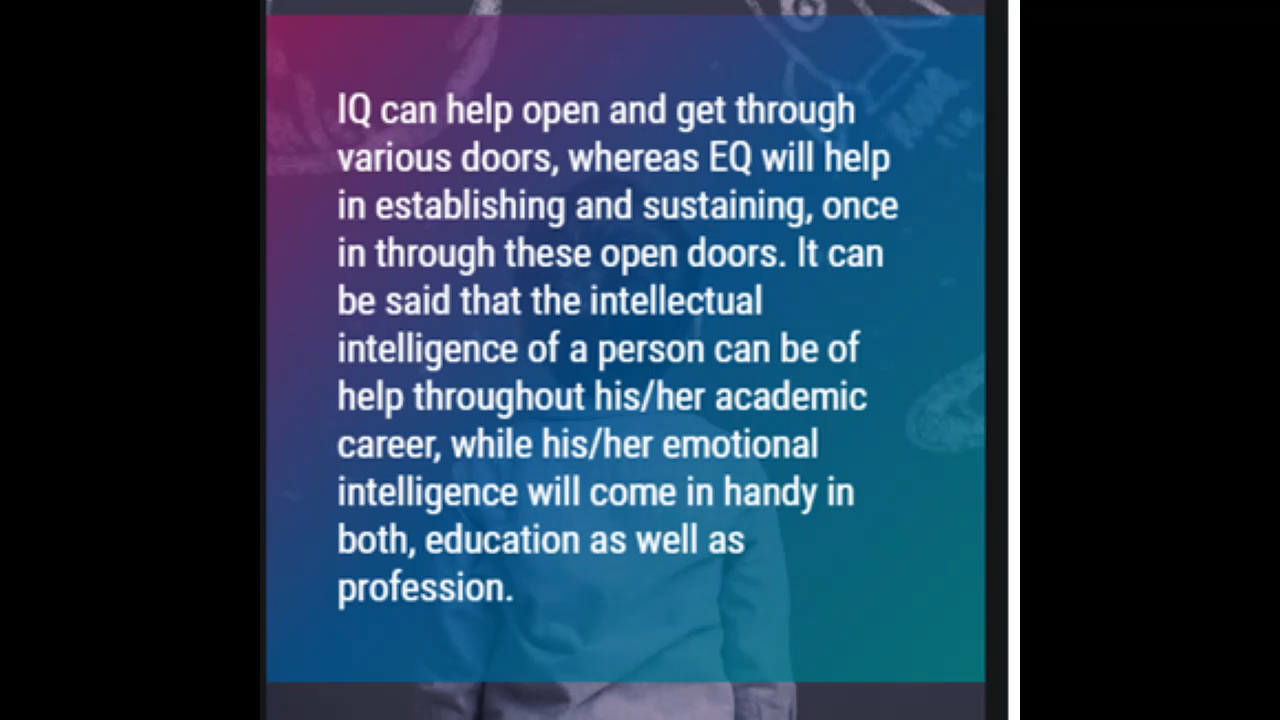 IQ can help open and get through
various doors, whereas EQ will help
in establishing and sustaining, once
in through these open doors. It can
be said that the intellectual
intelligence of a person can be of
help throughout his/her academic
career, while his/her emotional
intelligence will come in handy in
both, education as well as
profession.